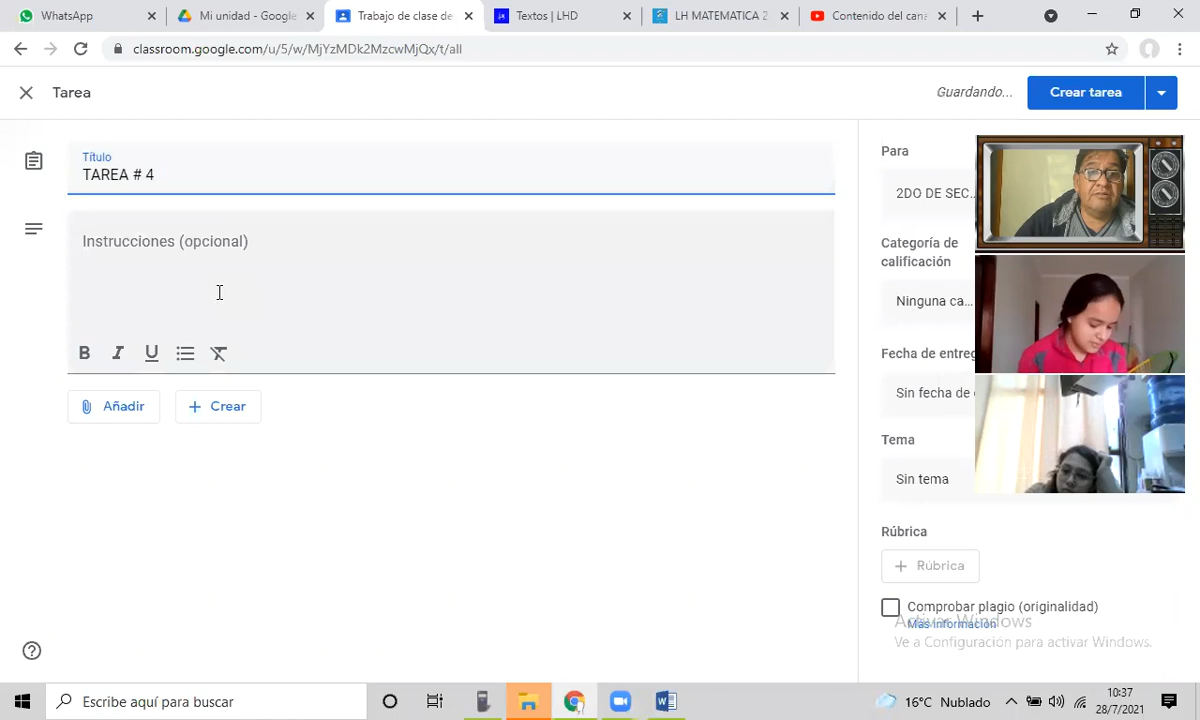 WhatsApp
Mi unidad - Google
Trabajo de clase de
Textos | LHD
LH MATEMATICA 2
Contenido del cana
classroom.google.com/u/5/w/MjYzMDk2MzcwMjQx/t/all
Tarea
Guardando...
Crear tarea
Título
TAREA # 4
Instrucciones (opcional)
B I U
Añadir
Crear
Para
2DO DE SEC...
Categoría de
calificación
Ninguna ca...
Fecha de entreg
Sin fecha de
Tema
Sin tema
Rúbrica
Rúbrica
Comprobar plagio (originalidad)
Más información
Activar Windows
Ve a Configuración para activar Windows.
Escribe aquí para buscar
16°C Nublado
10:37
28/7/2021